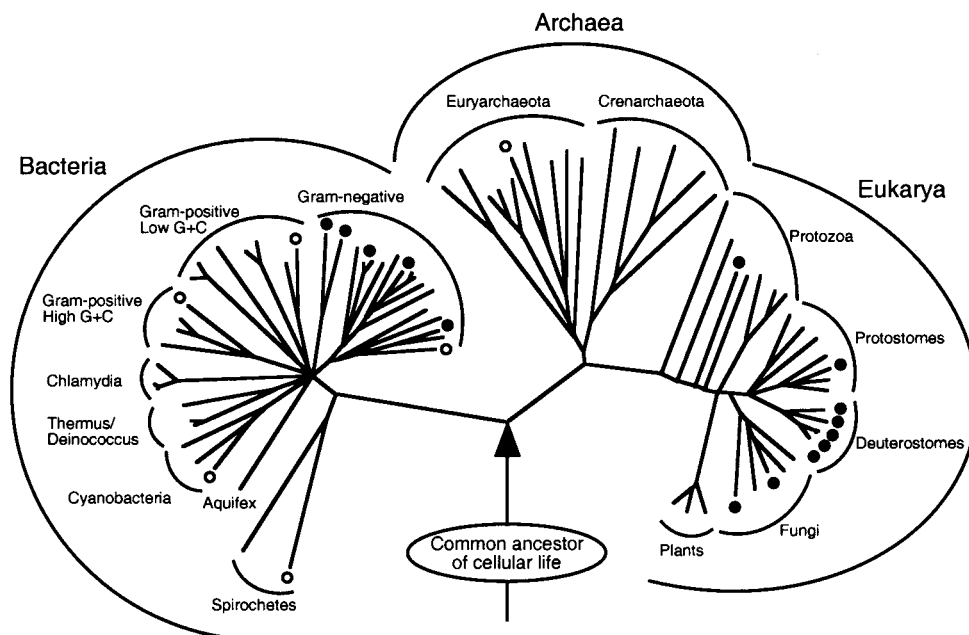 Archaea
Euryarchaeota
Crenarchaeota
Bacteria
Eukarya
Gram-positive
Low G+C
Gram-negative
Protozoa
Gram-positive
High G+C
Protostomes
Chlamydia
Thermus/
Deinococcus
Deuterostomes
Cyanobacteria
Aquifex
Fungi
Plants
Common ancestor
of cellular life
Spirochetes